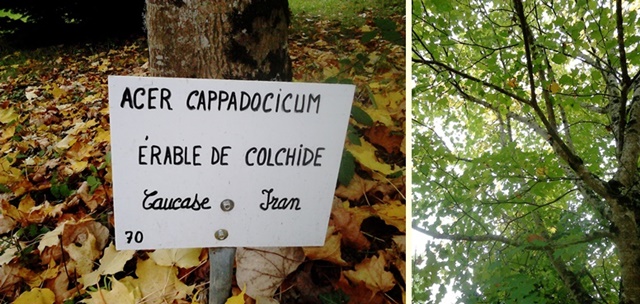 ACER CAPPADOCICUM
ÉRABLE DE COLCHIDE
Caucase Iran
70